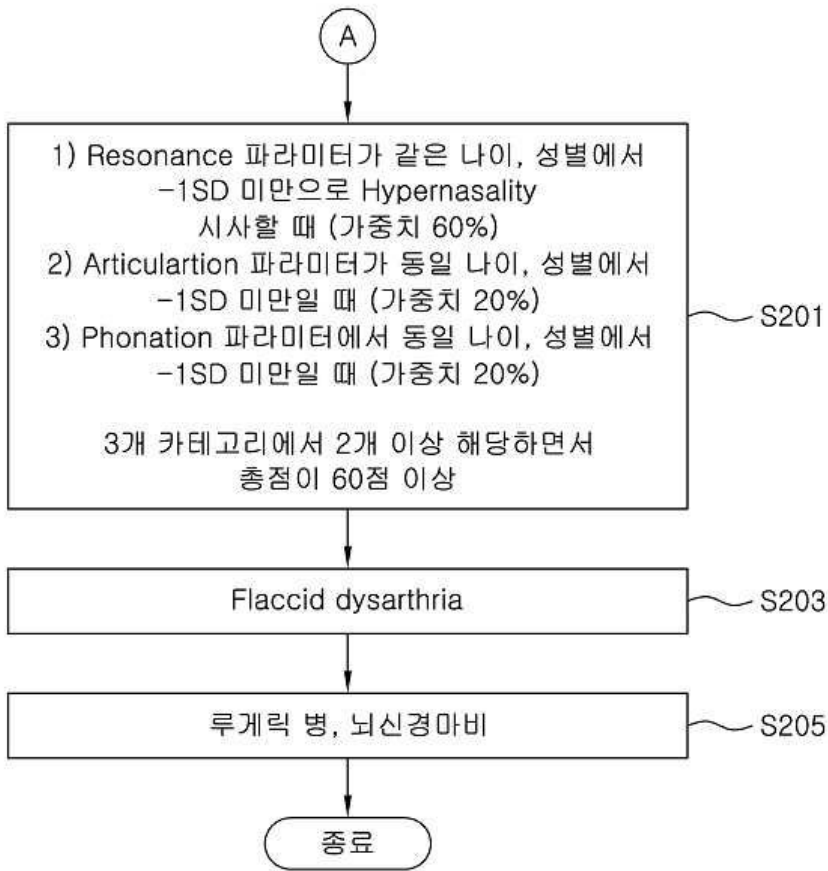 A
1) Resonance 파라미터가 같은 나이, 성별에서
-1SD 미만으로 Hypernasality
시사할 때 (가중치 60%)
2) Articulartion 파라미터가 동일 나이, 성별에서
-1SD 미만일 때 (가중치 20%)
3) Phonation 파라미터에서 동일 나이, 성별에서
-1SD 미만일 때 (가중치 20%)
3개 카테고리에서 2개 이상 해당하면서
총점이 60점 이상
S201
Flaccid dysarthria
S203
루게릭 병, 뇌신경마비
S205
종료